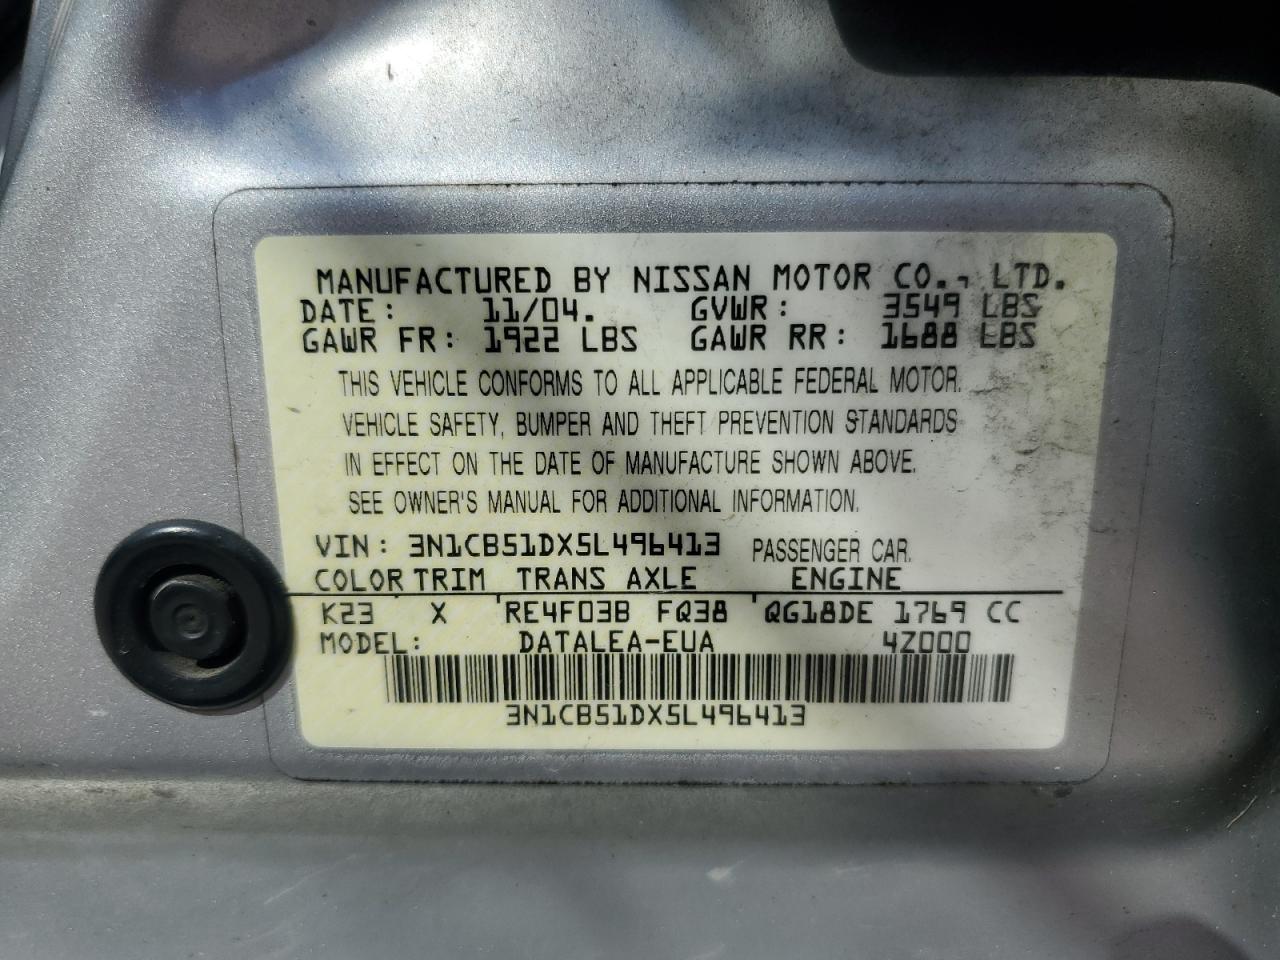 MANUFACTURED BY NISSAN MOTOR CO., LTD.
DATE: 11/04. GVWR: 3549 LBS
GAWR FR: 1922 LBS GAWR RR: 1688 LBS
THIS VEHICLE CONFORMS TO ALL APPLICABLE FEDERAL MOTOR.
VEHICLE SAFETY, BUMPER AND THEFT PREVENTION STANDARDS
IN EFFECT ON THE DATE OF MANUFACTURE SHOWN ABOVE.
SEE OWNER'S MANUAL FOR ADDITIONAL INFORMATION.
VIN: 3N1CB51DX5L496413 PASSENGER CAR.
COLOR TRIM TRANS AXLE ENGINE
K23 X RE4F03B FQ38 QG18DE 1769 CC
MODEL: DATALEA-EUA 4Z000
3N1CB51DX5L496413